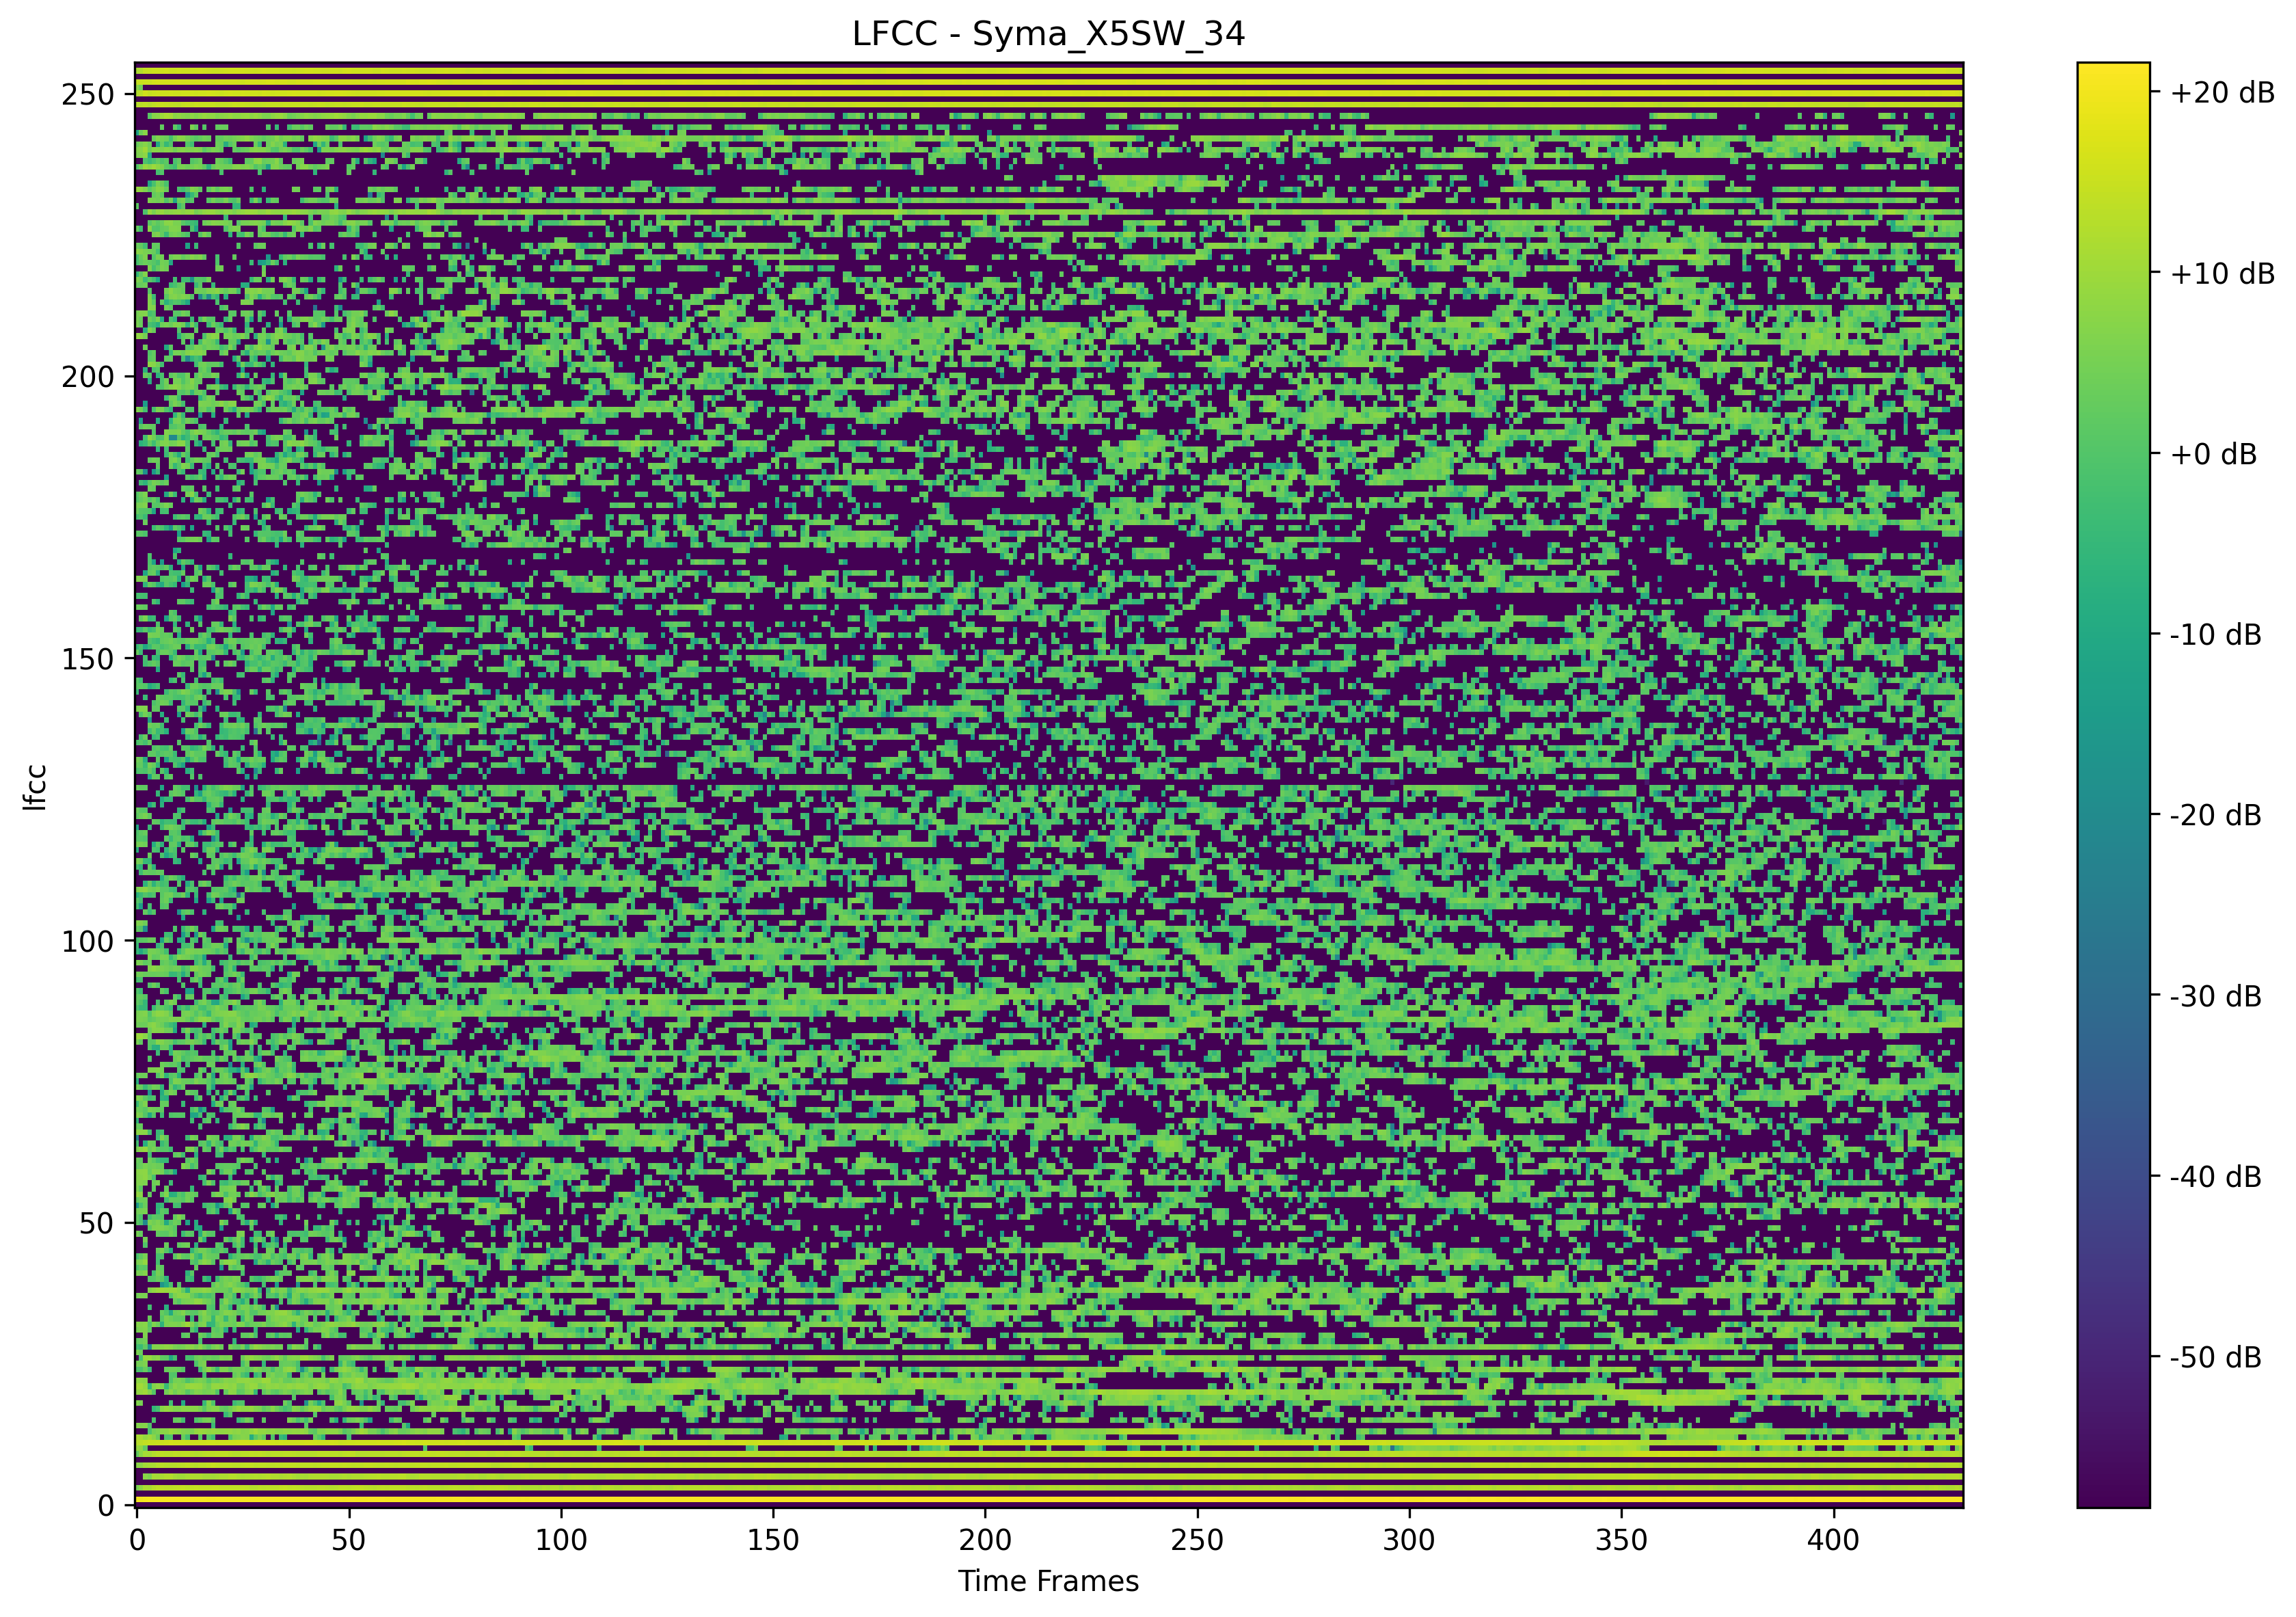 LFCC - Syma_X5SW_34
250
200
150
100
50
0
lfcc
0 50 100 150 200 250 300 350 400
Time Frames
+20 dB
+10 dB
+0 dB
-10 dB
-20 dB
-30 dB
-40 dB
-50 dB